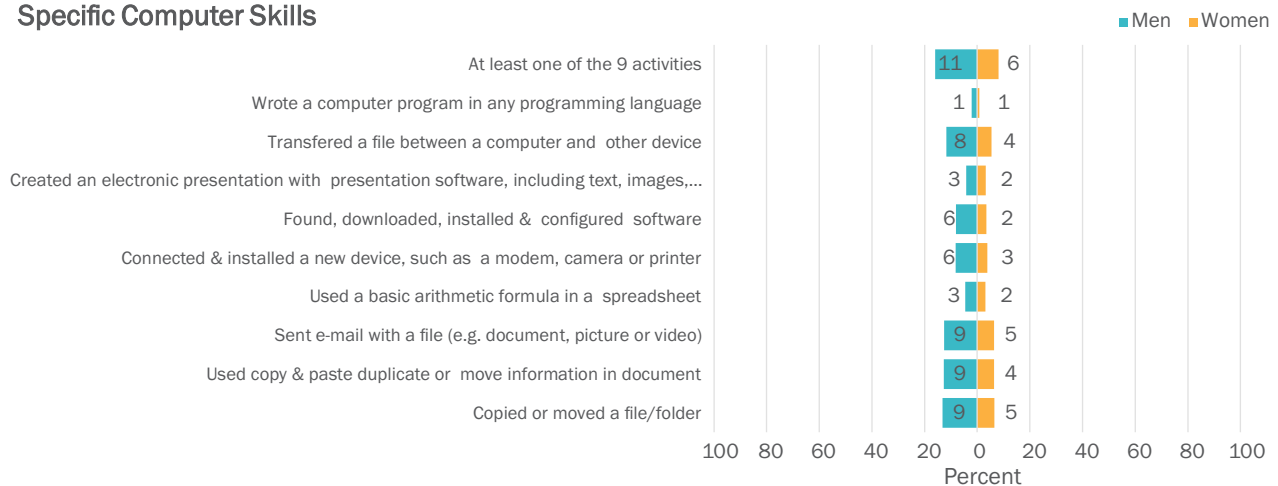 Specific Computer Skills
Men Women
At least one of the 9 activities 11 6
Wrote a computer program in any programming language 1 1
Transfered a file between a computer and other device 8 4
Created an electronic presentation with presentation software, including text, images,... 3 2
Found, downloaded, installed & configured software 6 2
Connected & installed a new device, such as a modem, camera or printer 6 3
Used a basic arithmetic formula in a spreadsheet 3 2
Sent e-mail with a file (e.g. document, picture or video) 9 5
Used copy & paste duplicate or move information in document 9 4
Copied or moved a file/folder 9 5
100 80 60 40 20 0 20 40 60 80 100
Percent